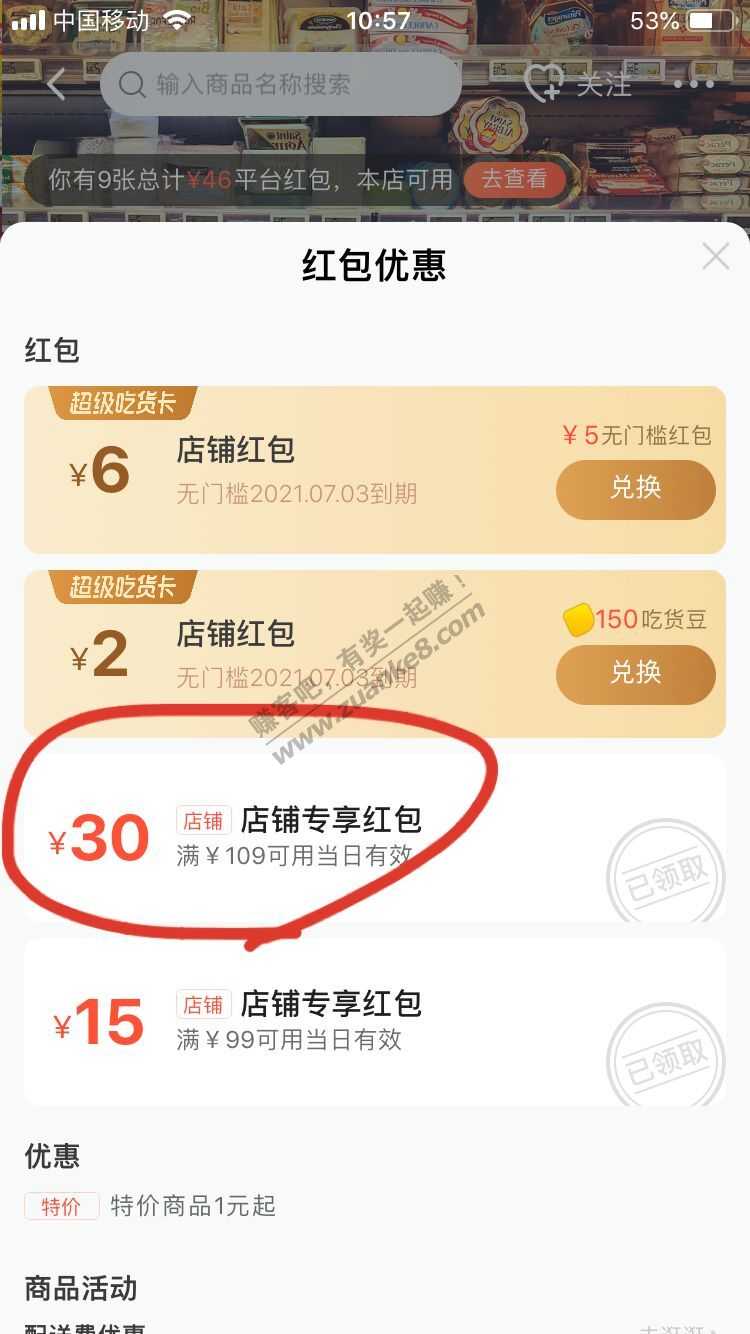 中国移动 10:57 53%
输入商品名称搜索 关注
你有9张总计¥46平台红包，本店可用 去查看
红包优惠
红包
超级吃货卡
¥6 店铺红包 ¥5无门槛红包
无门槛2021.07.03到期 兑换
超级吃货卡
¥2 店铺红包 150吃货豆
无门槛2021.07.03到期 兑换
赚客吧，有奖一起赚！
www.zuanke8.com
¥30 店铺 店铺专享红包
满¥109可用当日有效 已领取
¥15 店铺 店铺专享红包
满¥99可用当日有效 已领取
优惠
特价 特价商品1元起
商品活动
配送费优惠 去逛逛